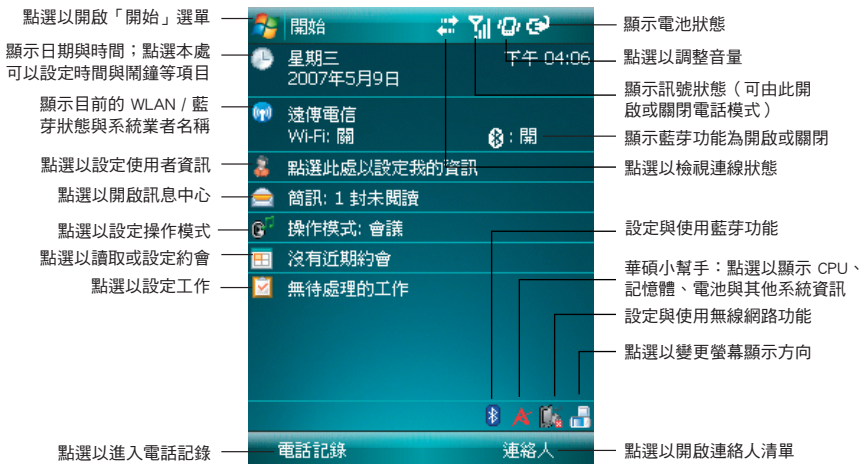 點選以開啟「開始」選單
顯示日期與時間；點選本處
可以設定時間與鬧鐘等項目
顯示目前的 WLAN / 藍
芽狀態與系統業者名稱
點選以設定使用者資訊
點選以開啟訊息中心
點選以設定操作模式
點選以讀取或設定約會
點選以設定工作
點選以進入電話記錄
開始
星期三
下午 04:06
2007年5月9日
遠傳電信
Wi-Fi: 關
: 開
點選此處以設定我的資訊
簡訊: 1 封未閱讀
操作模式: 會議
沒有近期約會
無待處理的工作
電話記錄
連絡人
顯示電池狀態
點選以調整音量
顯示訊號狀態（可由此開
啟或關閉電話模式）
顯示藍芽功能為開啟或關閉
點選以檢視連線狀態
設定與使用藍芽功能
華碩小幫手：點選以顯示 CPU、
記憶體、電池與其他系統資訊
設定與使用無線網路功能
點選以變更螢幕顯示方向
點選以開啟連絡人清單